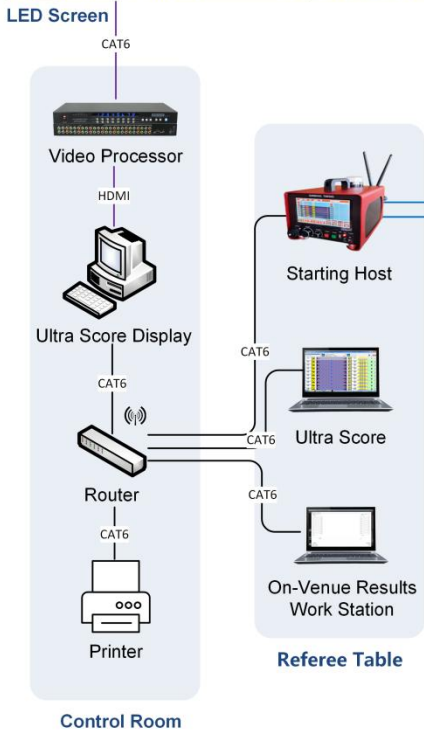 LED Screen
CAT6
Video Processor
HDMI
Ultra Score Display
CAT6
Router
CAT6
Printer
Control Room
Starting Host
CAT6
Ultra Score
CAT6
CAT6
On-Venue Results
Work Station
Referee Table